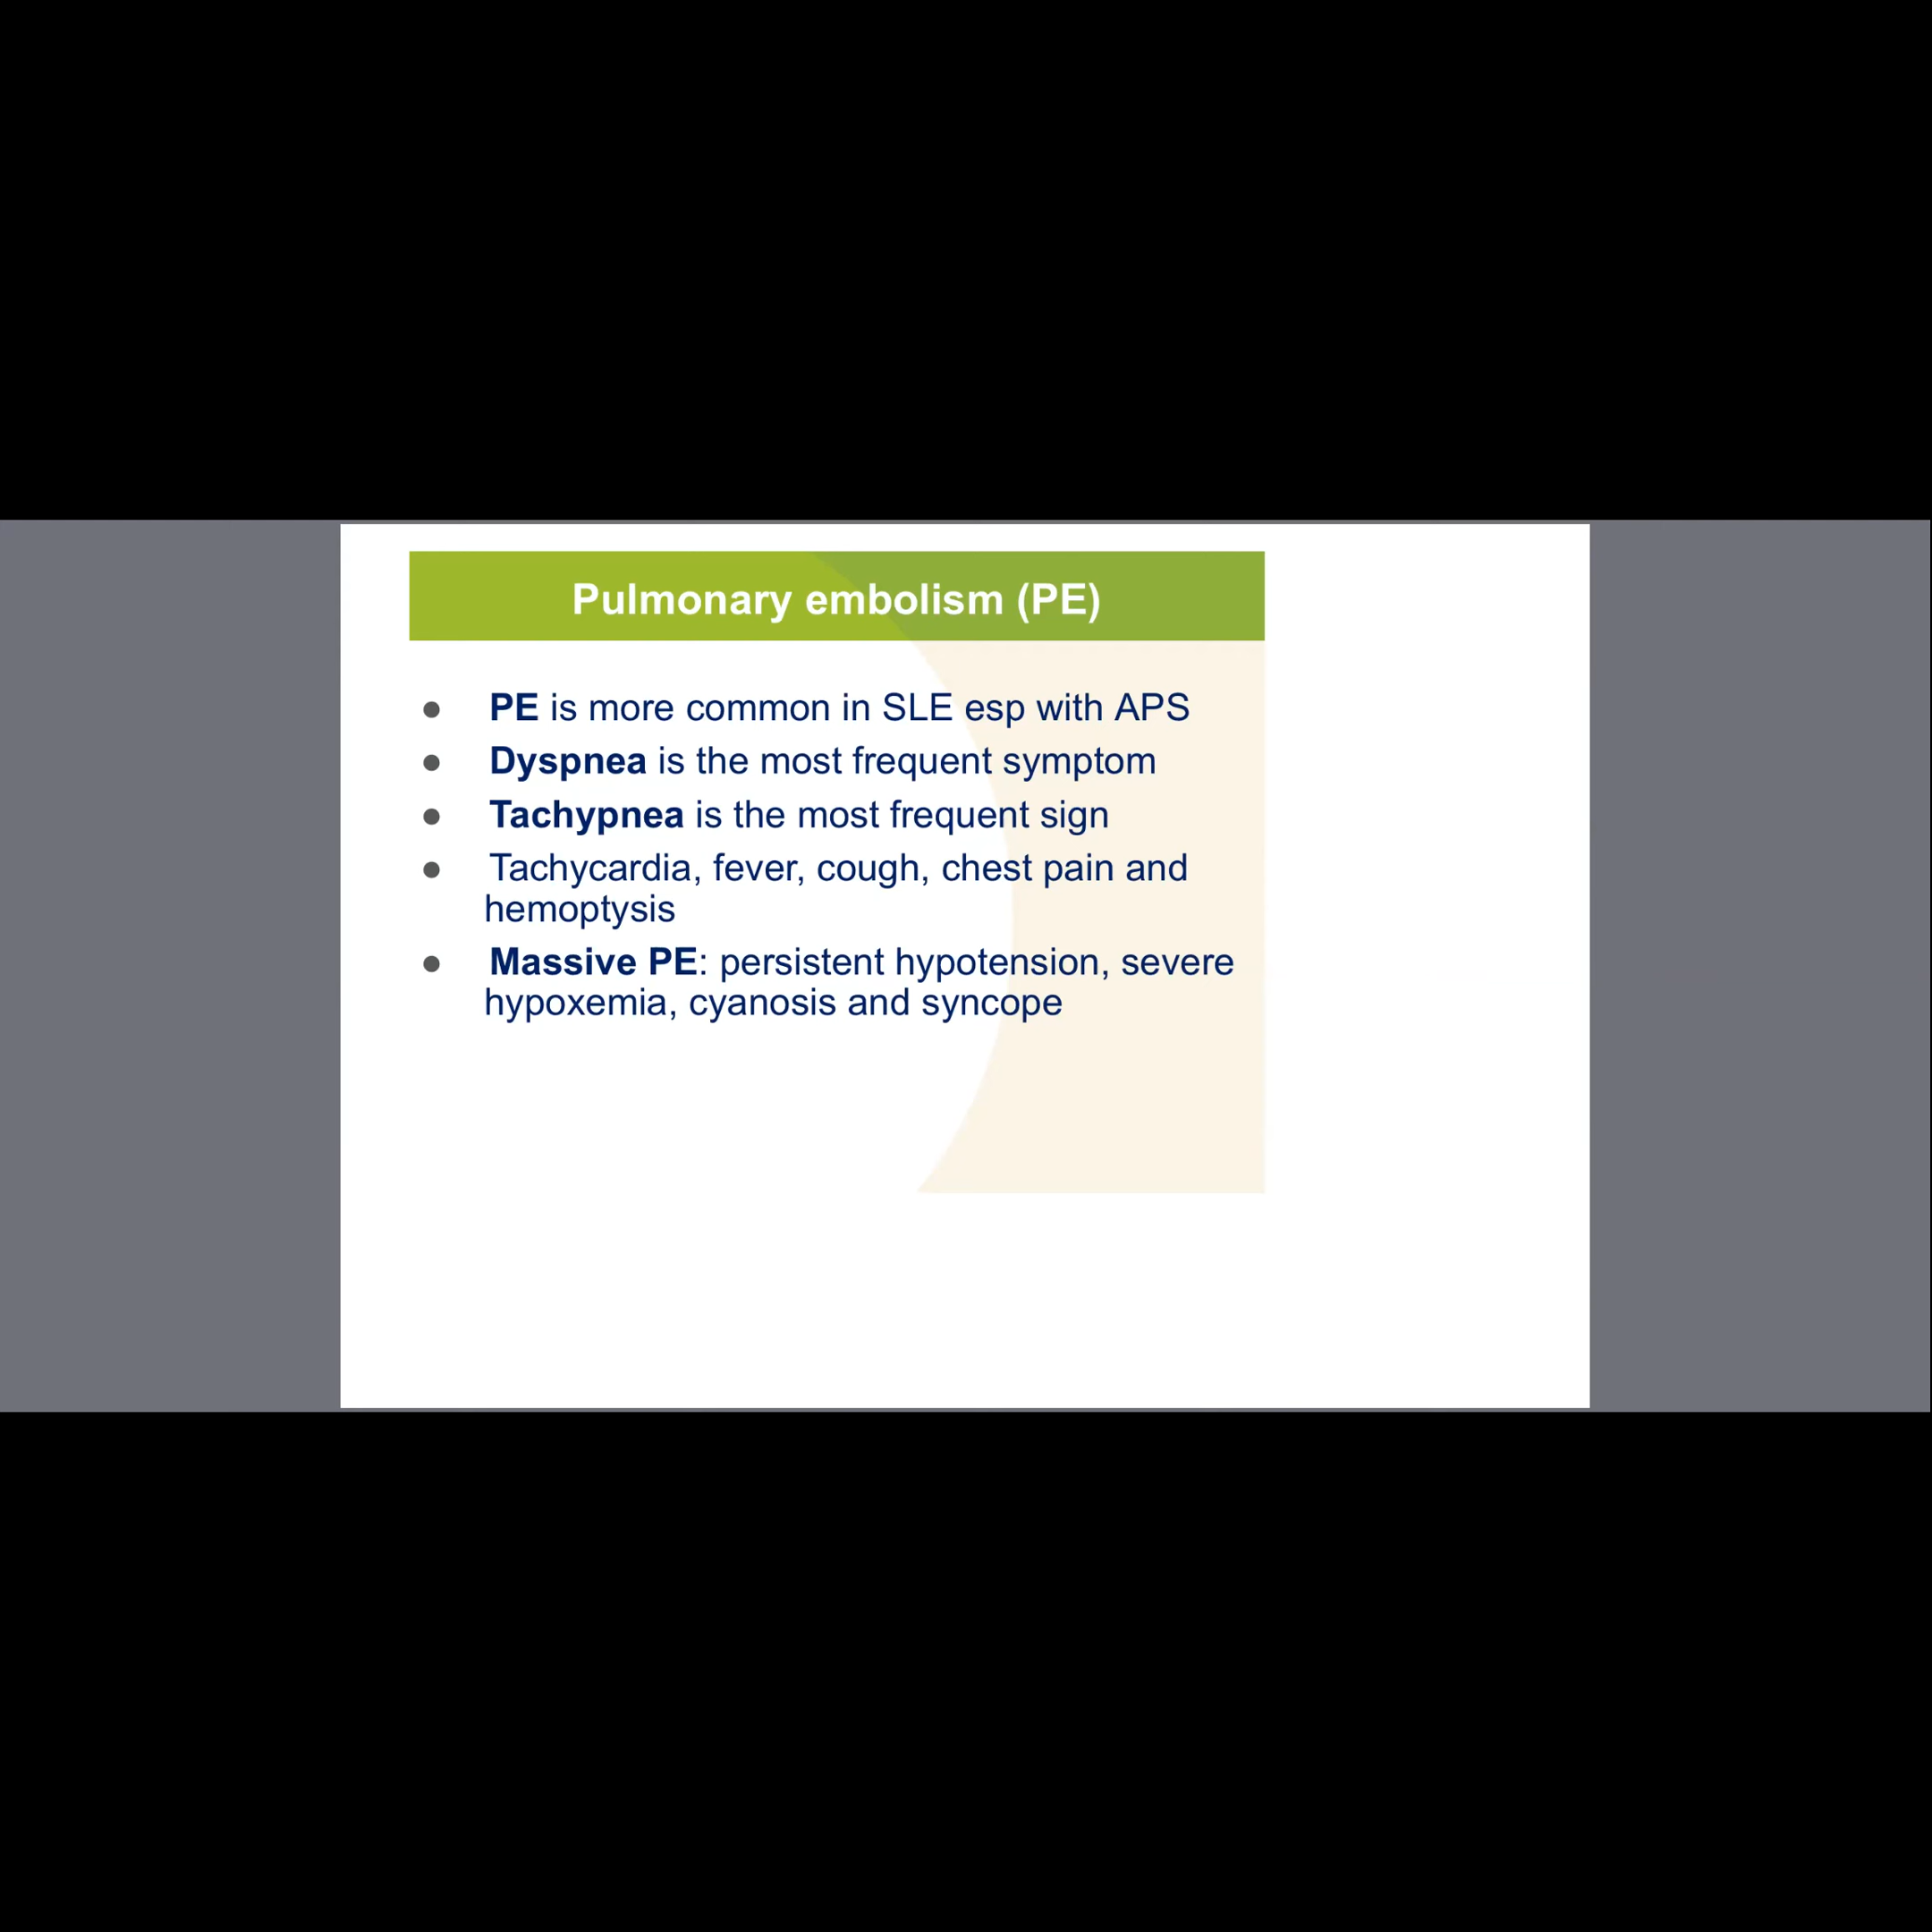 Pulmonary embolism (PE)
● PE is more common in SLE esp with APS
● Dyspnea is the most frequent symptom
● Tachypnea is the most frequent sign
● Tachycardia, fever, cough, chest pain and
hemoptysis
● Massive PE: persistent hypotension, severe
hypoxemia, cyanosis and syncope